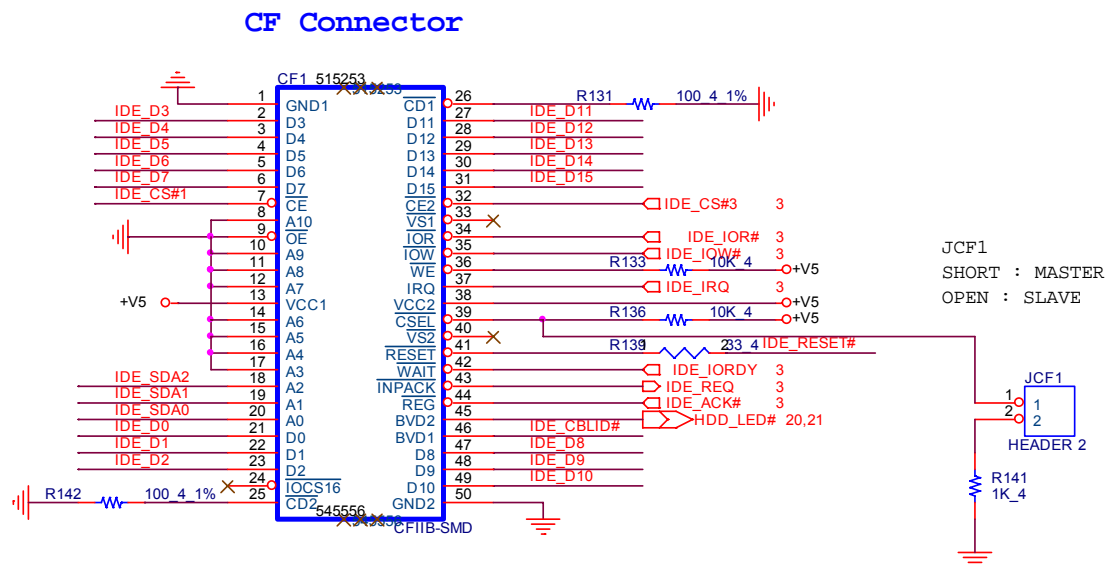 CF Connector
CF1 515253
1 GND1
IDE_D3 2 D3
IDE_D4 3 D4
IDE_D5 4 D5
IDE_D6 5 D6
IDE_D7 6 D7
IDE_CS#1 7 CE
8 A10
9 OE
10 A9
11 A8
12 A7
+V5 13 VCC1
14 A6
15 A5
16 A4
17 A3
IDE_SDA2 18 A2
IDE_SDA1 19 A1
IDE_SDA0 20 A0
IDE_D0 21 D0
IDE_D1 22 D1
IDE_D2 23 D2
24 IOCS16
R142 100_4_1% 25 CD2
545556
CFIIB-SMD
CD1 26 R131 100_4_1%
D11 27 IDE_D11
D12 28 IDE_D12
D13 29 IDE_D13
D14 30 IDE_D14
D15 31 IDE_D15
CE2 32 IDE_CS#3 3
VS1 33
IOR 34 IDE_IOR# 3
IOW 35 IDE_IOW# 3
WE 36 R133 10K_4 +V5
IRQ 37 IDE_IRQ 3
VCC2 38 +V5
CSEL 39 R136 10K_4 +V5
VS2 40
RESET 41 R139 1 2 33_4 IDE_RESET#
WAIT 42 IDE_IORDY 3
INPACK 43 IDE_REQ 3
REG 44 IDE_ACK# 3
BVD2 45 HDD_LED# 20,21
BVD1 46 IDE_CBLID#
D8 47 IDE_D8
D9 48 IDE_D9
D10 49 IDE_D10
GND2 50
JCF1
SHORT : MASTER
OPEN : SLAVE
JCF1
1 1
2 2
HEADER 2
R141
1K_4